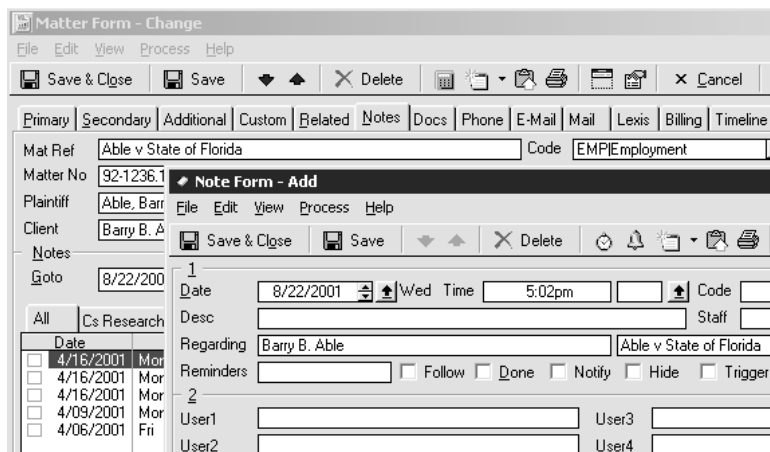 Matter Form - Change
File Edit View Process Help
Save & Close Save Delete Cancel
Primary Secondary Additional Custom Related Notes Docs Phone E-Mail Mail Lexis Billing Timeline
Mat Ref Able v State of Florida Code EMP|Employment
Matter No 92-1236.1
Note Form - Add
Plaintiff Able, Barr
File Edit View Process Help
Client Barry B. A
Save & Close Save Delete
Notes
1
Goto 8/22/200
Date 8/22/2001 Wed Time 5:02pm Code
All Cs Research
Desc Staff
Date
Regarding Barry B. Able Able v State of Florida
4/16/2001 Mor
Reminders Follow Done Notify Hide Trigger
4/16/2001 Mor
4/16/2001 Mor
2
4/09/2001 Mor
User1 User3
4/06/2001 Fri
User2 User4